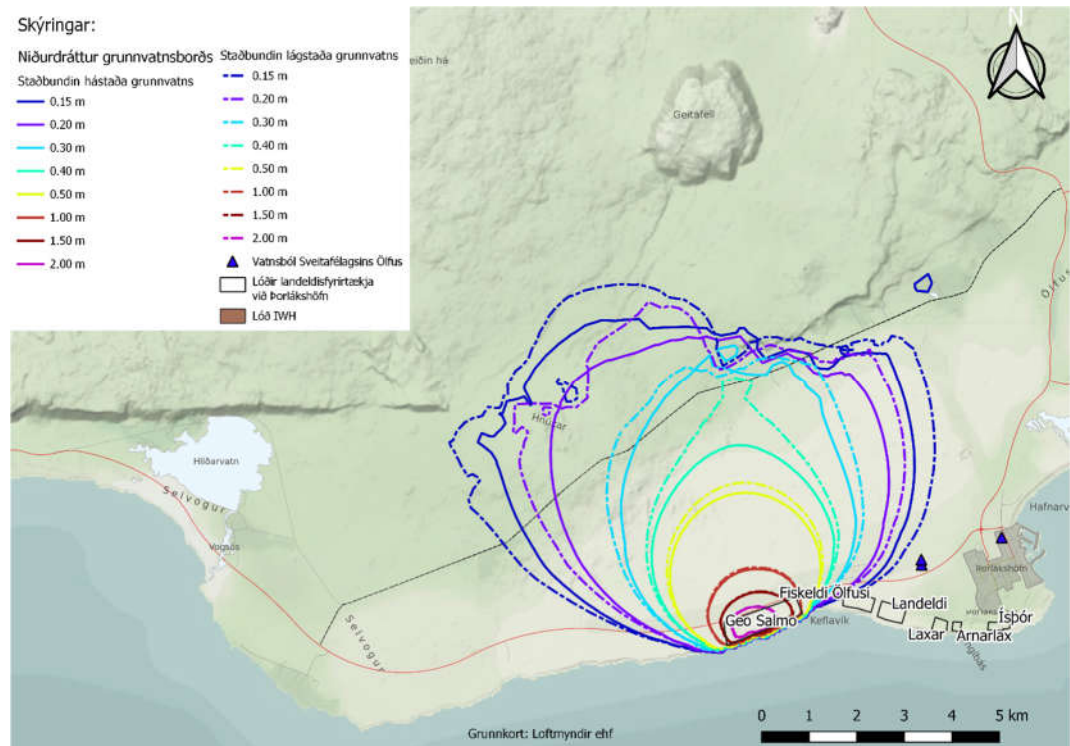 Skýringar:
Niðurdráttur grunnvatnsborðs
Staðbundin hástaða grunnvatns
0.15 m
0.20 m
0.30 m
0.40 m
0.50 m
1.00 m
1.50 m
2.00 m
Staðbundin lágstaða grunnvatns
0.15 m
0.20 m
0.30 m
0.40 m
0.50 m
1.00 m
1.50 m
2.00 m
Vatnsból Sveitafélagsins Ölfus
Lóðir landeldisfyrirtækja
við Þorlákshöfn
Lóð IWH
eiðin há
N
Geitafell
Ölfus
Hnúkar
Hlíðarvatn
Selvogur
Vogsós
Selvogur
Hafnarv
Þorlákshöfn
Fiskeldi Ölfusi
Landeldi
Geo Salmo
Keflavík
Laxar
Arnarlax
Ísþór
Grunnkort: Loftmyndir ehf
0 1 2 3 4 5 km